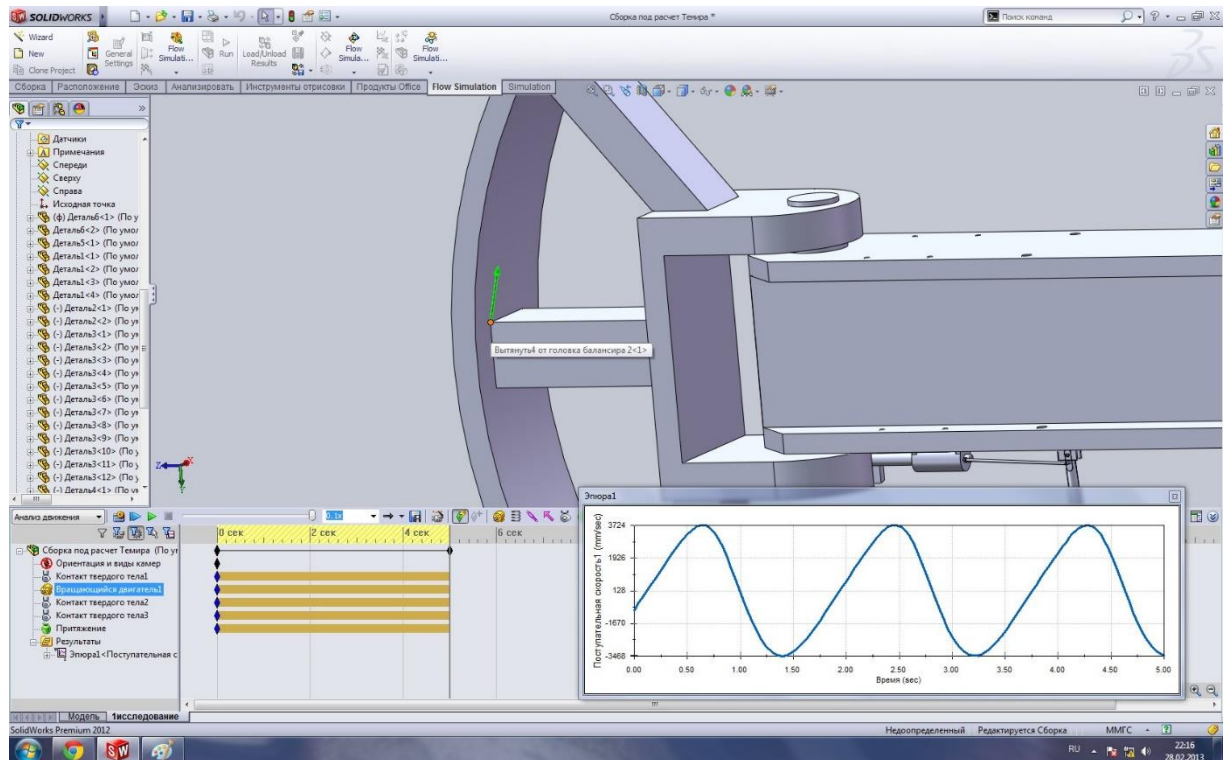 SOLIDWORKS
Сборка под расчет Темира *
Поиск команд
Wizard
New
Clone Project
General Settings
Flow Simulati...
Run
Load/Unload Results
Flow Simula...
Flow Simulati...
Сборка
Расположение
Эскиз
Анализировать
Инструменты отрисовки
Продукты Office
Flow Simulation
Simulation
Датчики
Примечания
Спереди
Сверху
Справа
Исходная точка
(ф) Деталь6<1> (По у
Деталь6<2> (По умол
Деталь5<1> (По умол
Деталь1<1> (По умол
Деталь1<2> (По умол
Деталь1<3> (По умол
Деталь1<4> (По умол
(-) Деталь2<1> (По ум
(-) Деталь2<2> (По ум
(-) Деталь3<1> (По ум
(-) Деталь3<2> (По ум
(-) Деталь3<3> (По ум
(-) Деталь3<4> (По ум
(-) Деталь3<5> (По ум
(-) Деталь3<6> (По ум
(-) Деталь3<7> (По ум
(-) Деталь3<8> (По ум
(-) Деталь3<9> (По ум
(-) Деталь3<10> (По у
(-) Деталь3<11> (По у
(-) Деталь3<12> (По у
(-) Деталь4<1> (По ум
Z
X
Y
Вытянуть4 от головка балансира 2<1>
Анализ движения
0.1x
0 сек
2 сек
4 сек
6 сек
Сборка под расчет Темира (По ум
Ориентация и виды камер
Контакт твердого тела1
Вращающийся двигатель1
Контакт твердого тела2
Контакт твердого тела3
Притяжение
Результаты
Эпюра1<Поступательная с
Эпюра1
Поступательная скорость1 (mm/sec)
3724
1926
128
-1670
-3468
0.00 0.50 1.00 1.50 2.00 2.50 3.00 3.50 4.00 4.50 5.00
Время (sec)
Модель
1исследование
SolidWorks Premium 2012
Недоопределенный
Редактируется Сборка
ММГС
RU
22:16
28.02.2013